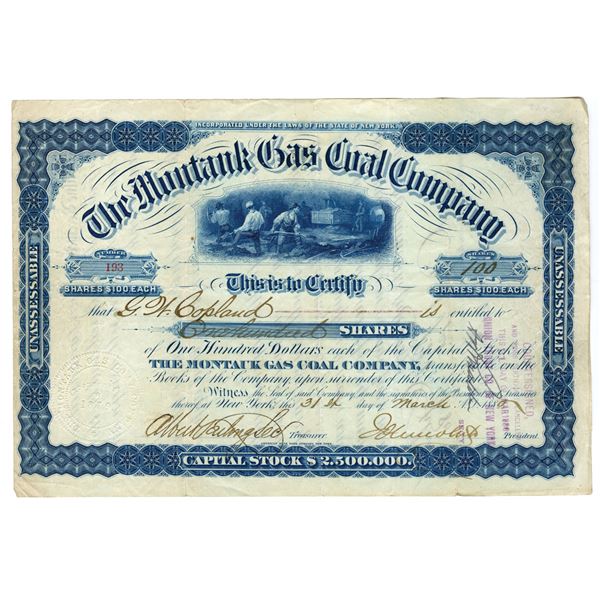 INCORPORATED UNDER THE LAWS OF THE STATE OF NEW YORK.
The Montauk Gas Coal Company
NUMBER
193
SHARES $100 EACH
SHARES
100
SHARES $100 EACH
UNASSESSABLE
UNASSESSABLE
This is to Certify
that G. W. Copland is entitled to
One Hundred SHARES
of One Hundred Dollars each of the Capital Stock of
THE MONTAUK GAS COAL COMPANY, transferable on the
Books of the Company, upon surrender of this Certificate.
Witness the Seal of said Company, and the signatures of the President and Treasurer
thereof at New York, the 31st day of March A.D. 188
Treasurer
President.
CAPITAL STOCK $2,500,000.